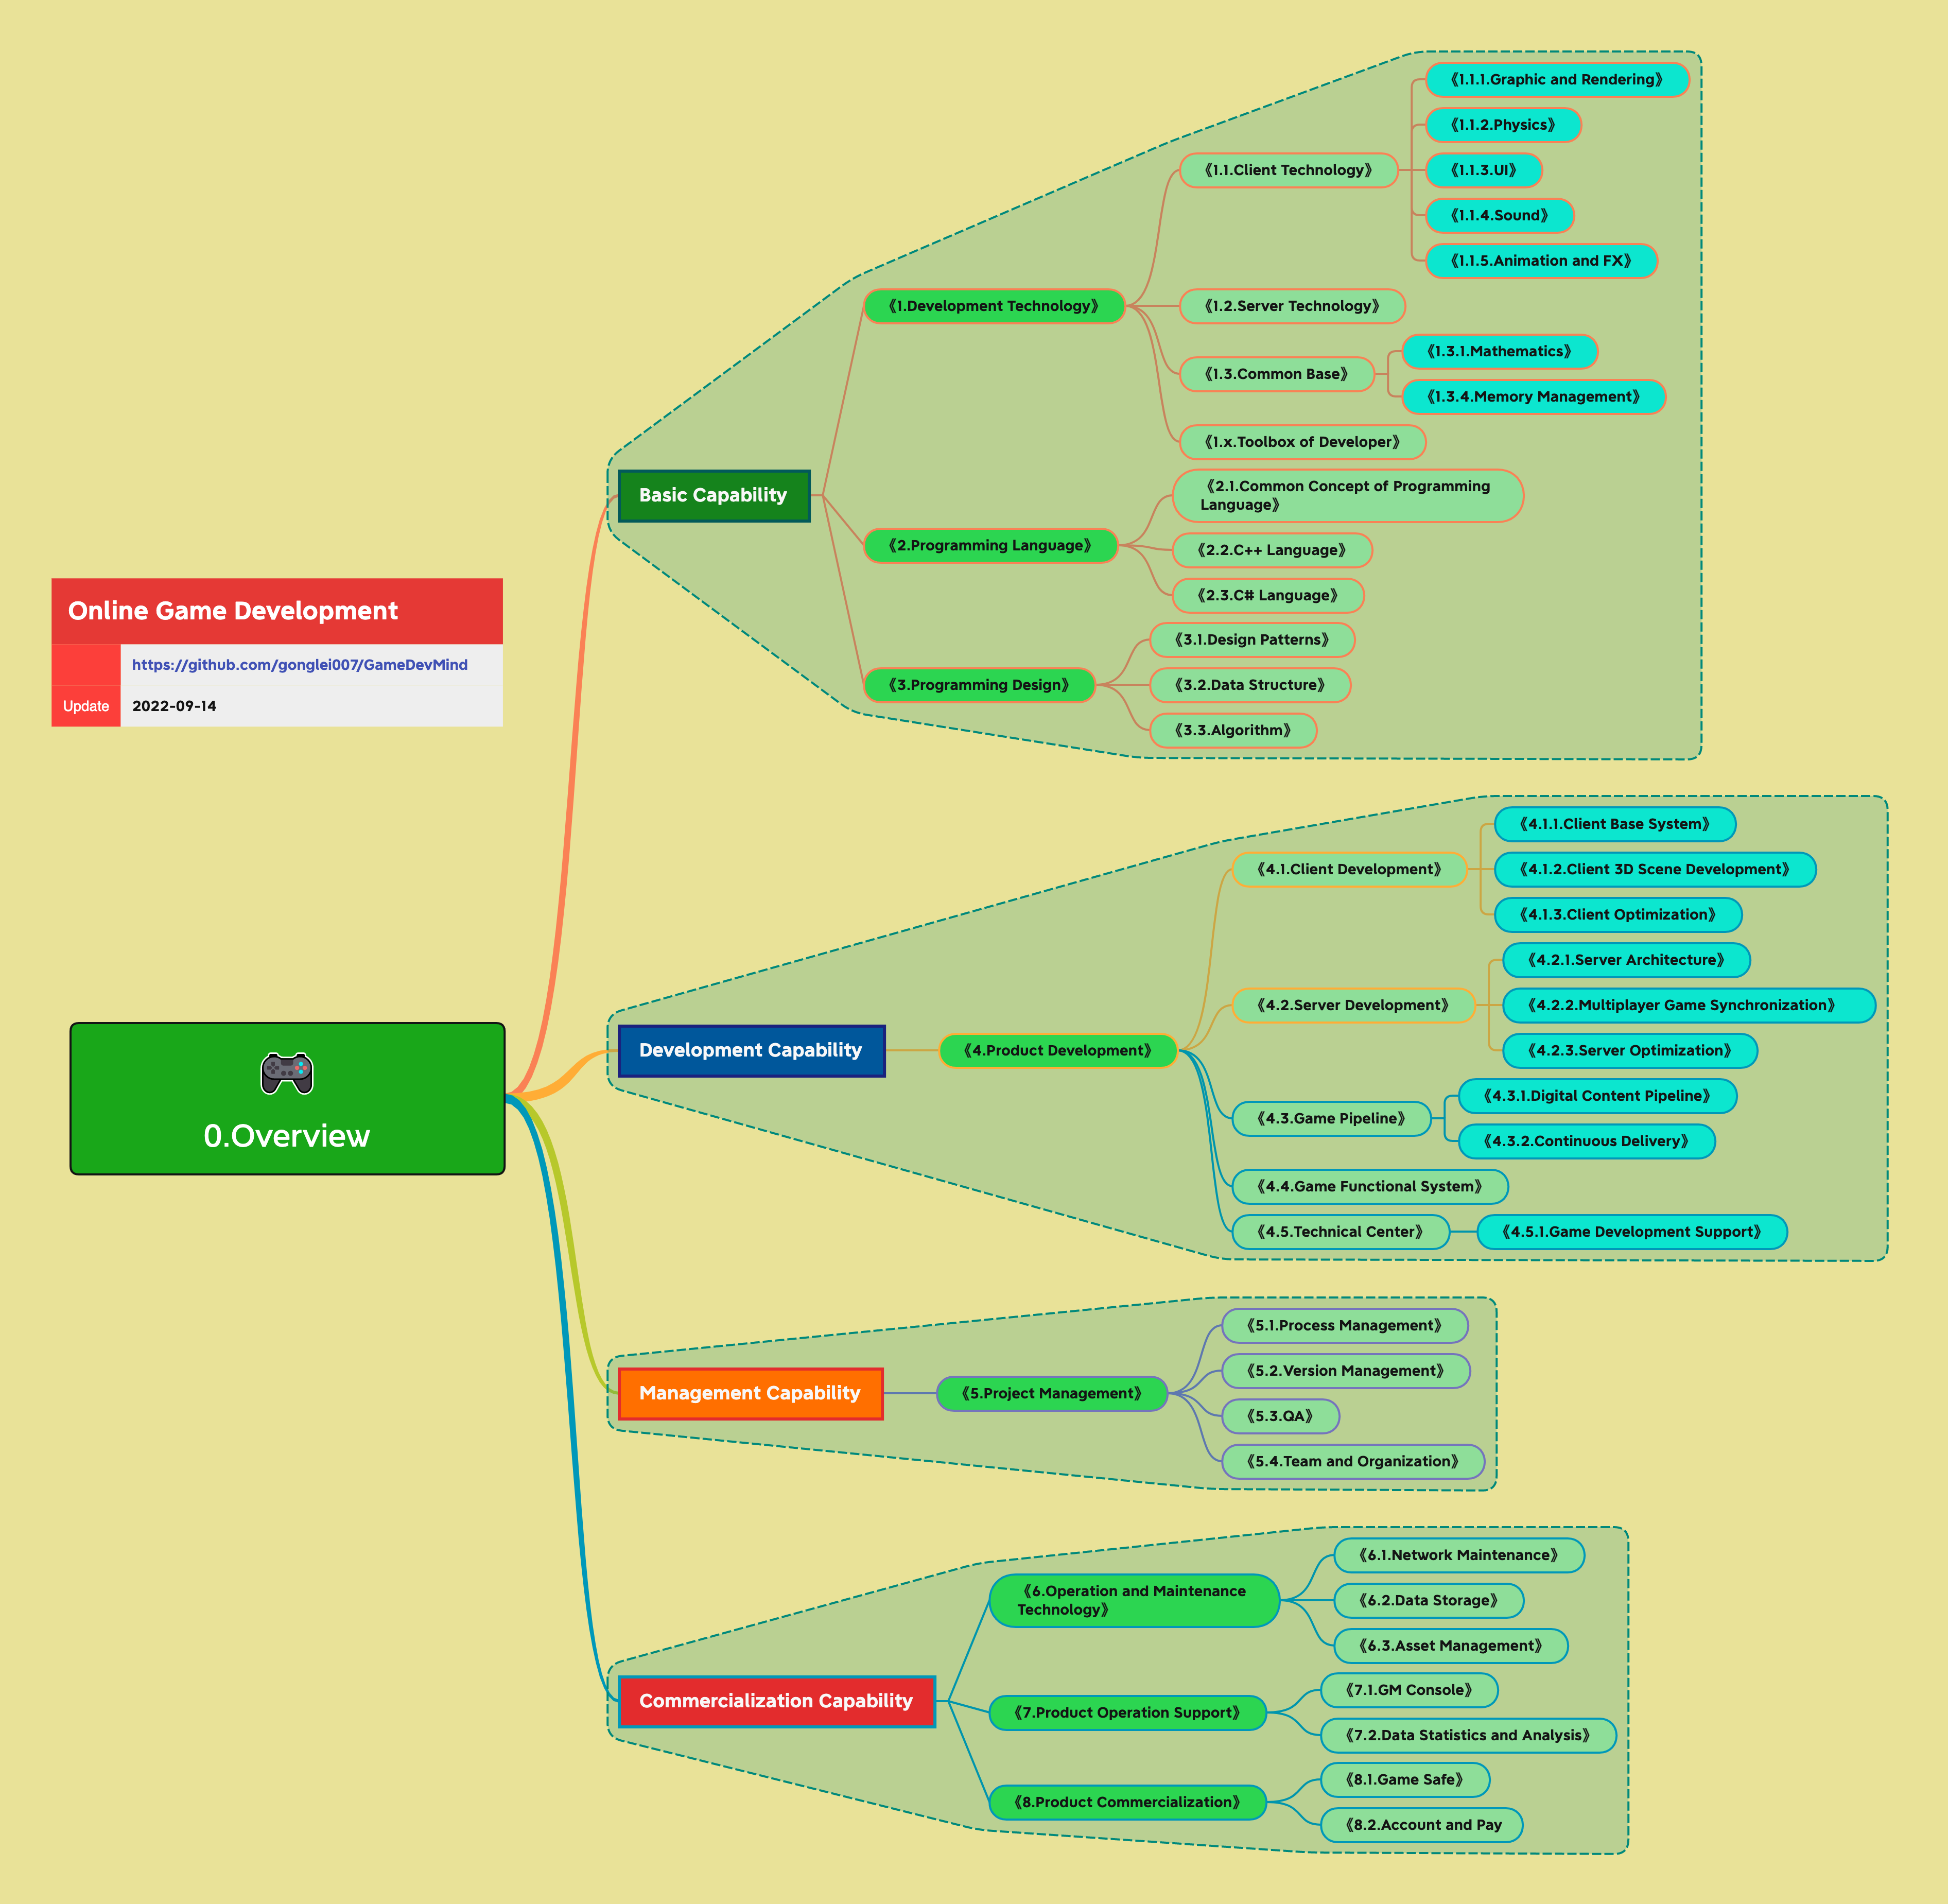 Online Game Development
https://github.com/gonglei007/GameDevMind
Update 2022-09-14
0.Overview
Basic Capability
《1.Development Technology》
《1.1.Client Technology》
《1.1.1.Graphic and Rendering》
《1.1.2.Physics》
《1.1.3.UI》
《1.1.4.Sound》
《1.1.5.Animation and FX》
《1.2.Server Technology》
《1.3.Common Base》
《1.3.1.Mathematics》
《1.3.4.Memory Management》
《1.x.Toolbox of Developer》
《2.Programming Language》
《2.1.Common Concept of Programming
Language》
《2.2.C++ Language》
《2.3.C# Language》
《3.Programming Design》
《3.1.Design Patterns》
《3.2.Data Structure》
《3.3.Algorithm》
Development Capability
《4.Product Development》
《4.1.Client Development》
《4.1.1.Client Base System》
《4.1.2.Client 3D Scene Development》
《4.1.3.Client Optimization》
《4.2.Server Development》
《4.2.1.Server Architecture》
《4.2.2.Multiplayer Game Synchronization》
《4.2.3.Server Optimization》
《4.3.Game Pipeline》
《4.3.1.Digital Content Pipeline》
《4.3.2.Continuous Delivery》
《4.4.Game Functional System》
《4.5.Technical Center》
《4.5.1.Game Development Support》
Management Capability
《5.Project Management》
《5.1.Process Management》
《5.2.Version Management》
《5.3.QA》
《5.4.Team and Organization》
Commercialization Capability
《6.Operation and Maintenance
Technology》
《6.1.Network Maintenance》
《6.2.Data Storage》
《6.3.Asset Management》
《7.Product Operation Support》
《7.1.GM Console》
《7.2.Data Statistics and Analysis》
《8.Product Commercialization》
《8.1.Game Safe》
《8.2.Account and Pay